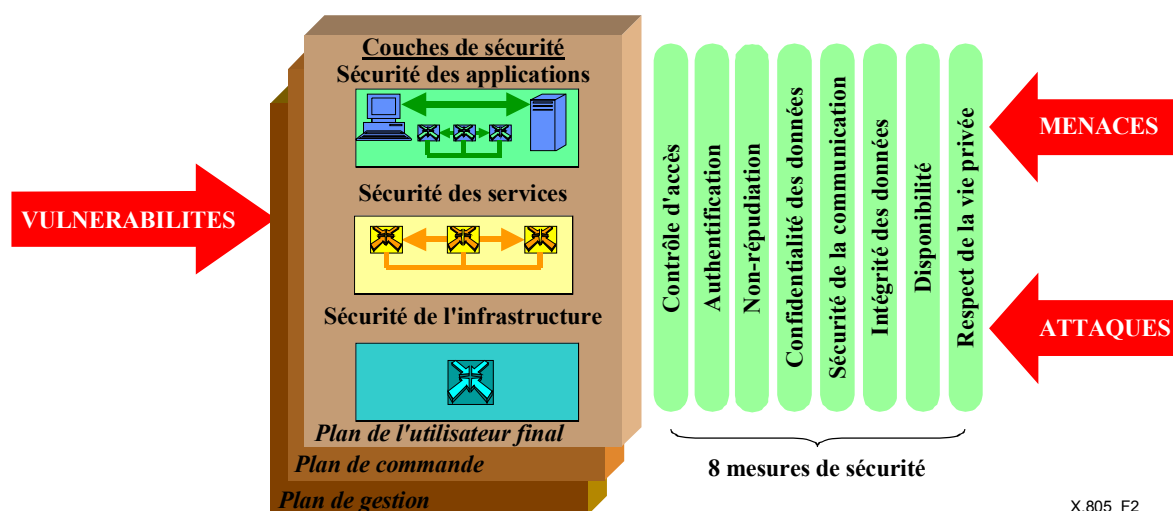 Couches de sécurité
Sécurité des applications
Sécurité des services
Sécurité de l'infrastructure
Plan de l'utilisateur final
Plan de commande
Plan de gestion
VULNERABILITES
Contrôle d'accès
Authentification
Non-répudiation
Confidentialité des données
Sécurité de la communication
Intégrité des données
Disponibilité
Respect de la vie privée
8 mesures de sécurité
MENACES
ATTAQUES
X.805_F2